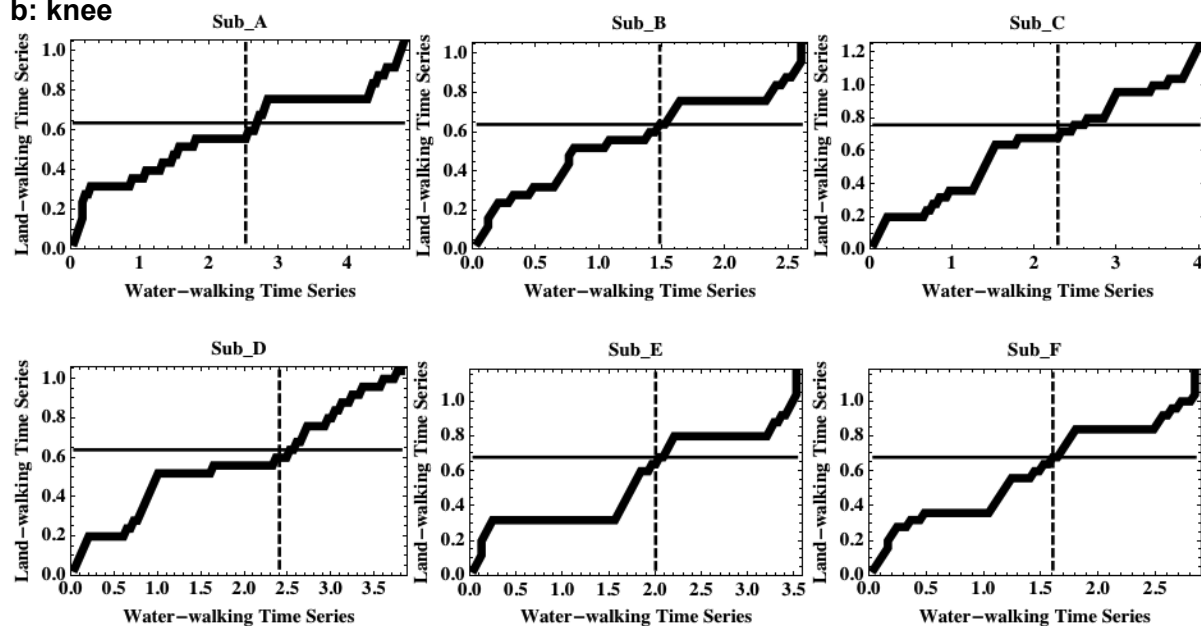 b: knee
Sub_A
Land−walking Time Series
1.0
0.8
0.6
0.4
0.2
0.0
0 1 2 3 4
Water−walking Time Series
Sub_B
Land−walking Time Series
1.0
0.8
0.6
0.4
0.2
0.0
0.0 0.5 1.0 1.5 2.0 2.5
Water−walking Time Series
Sub_C
Land−walking Time Series
1.2
1.0
0.8
0.6
0.4
0.2
0.0
0 1 2 3 4
Water−walking Time Series
Sub_D
Land−walking Time Series
1.0
0.8
0.6
0.4
0.2
0.0
0.0 0.5 1.0 1.5 2.0 2.5 3.0 3.5
Water−walking Time Series
Sub_E
Land−walking Time Series
1.0
0.8
0.6
0.4
0.2
0.0
0.0 0.5 1.0 1.5 2.0 2.5 3.0 3.5
Water−walking Time Series
Sub_F
Land−walking Time Series
1.0
0.8
0.6
0.4
0.2
0.0
0.0 0.5 1.0 1.5 2.0 2.5
Water−walking Time Series